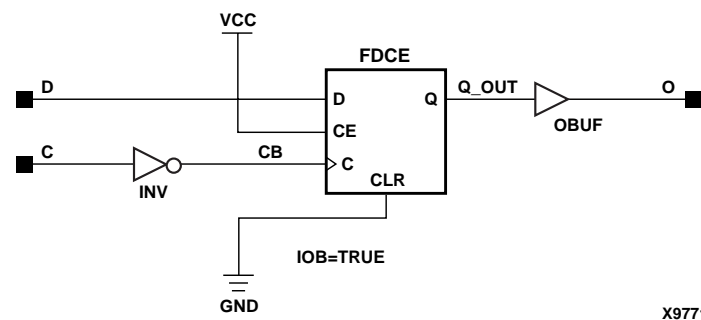 VCC
FDCE
D
D
Q
Q_OUT
O
CE
OBUF
C
CB
C
INV
CLR
IOB=TRUE
GND